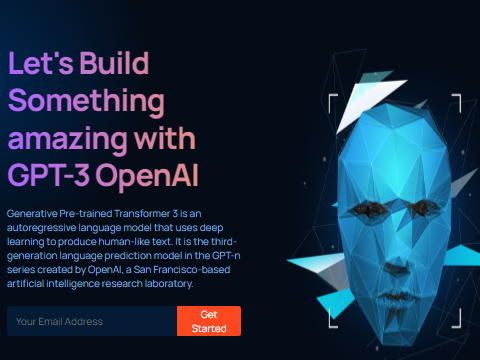 Let's Build
Something
amazing with
GPT-3 OpenAI
Generative Pre-trained Transformer 3 is an
autoregressive language model that uses deep
learning to produce human-like text. It is the third-
generation language prediction model in the GPT-n
series created by OpenAI, a San Francisco-based
artificial intelligence research laboratory.
Your Email Address
Get
Started